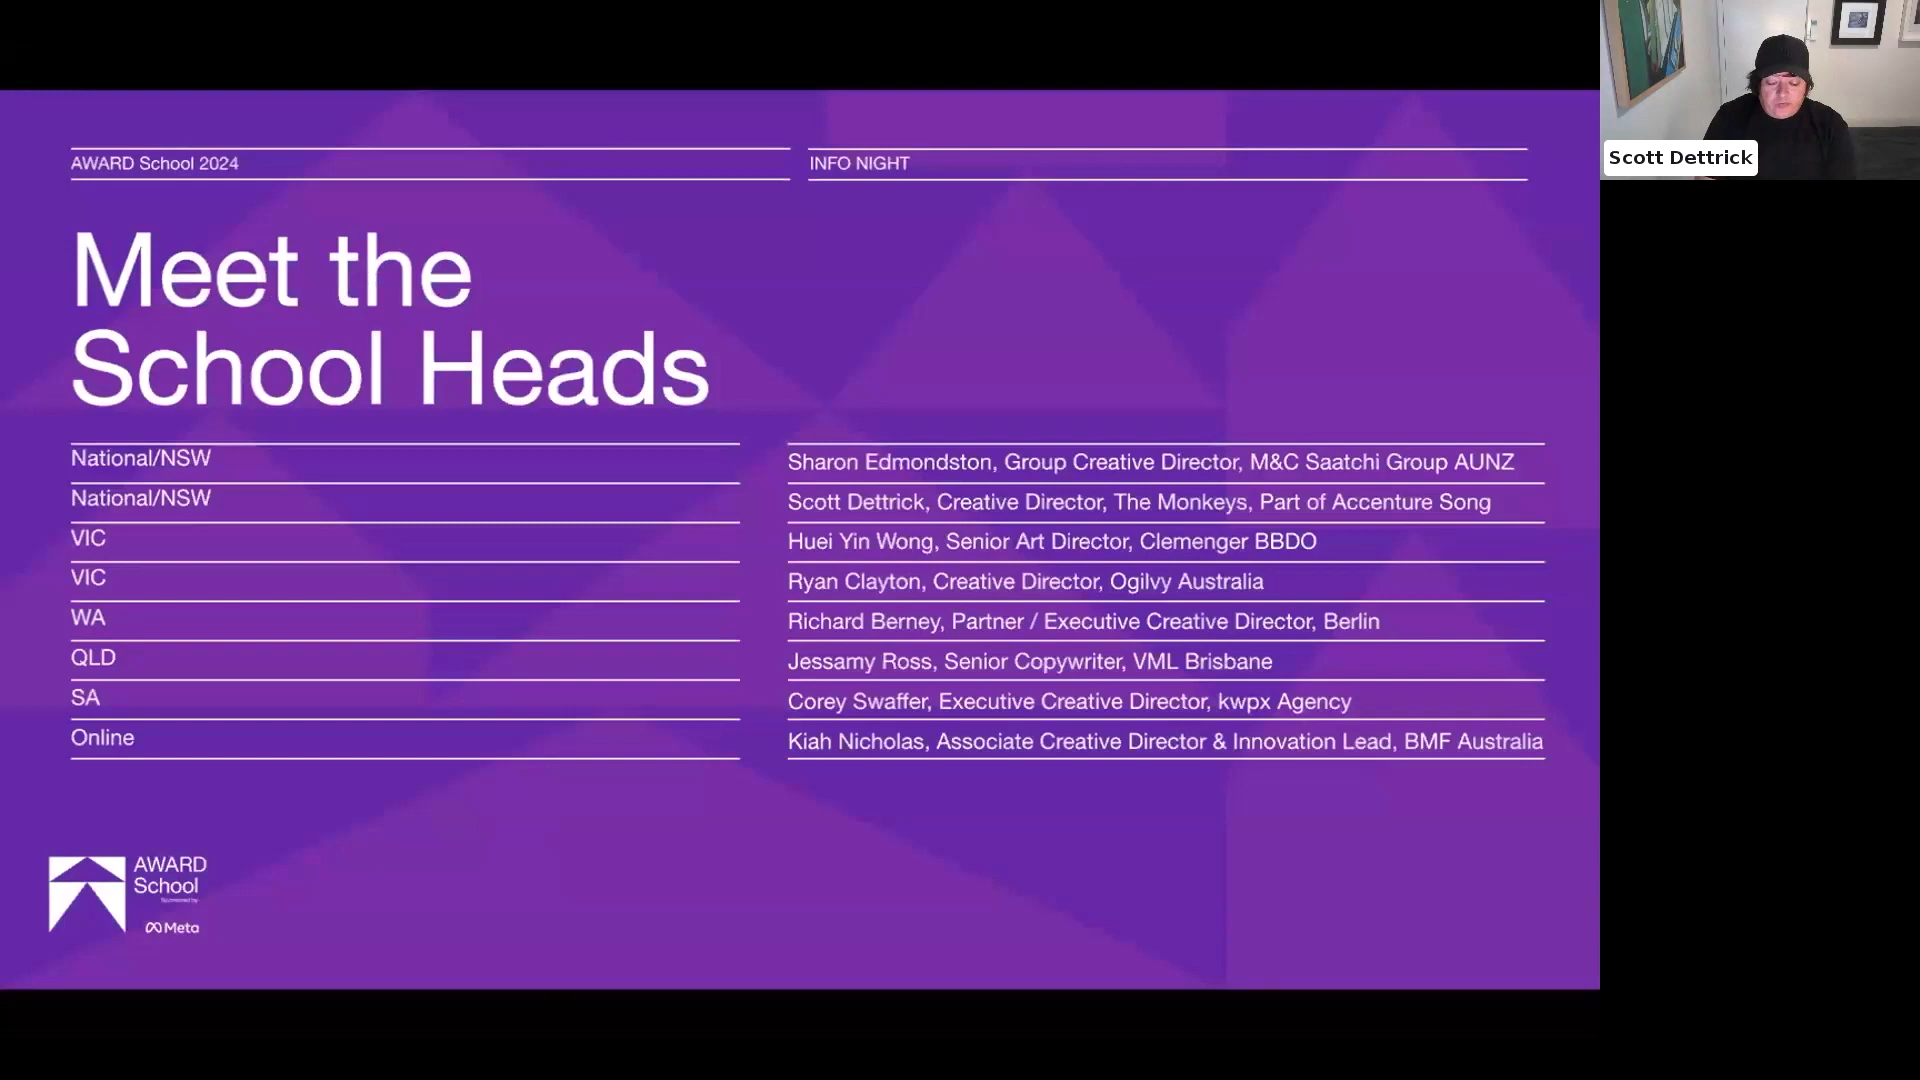 AWARD School 2024
INFO NIGHT
Meet the
School Heads
National/NSW
Sharon Edmondston, Group Creative Director, M&C Saatchi Group AUNZ
National/NSW
Scott Dettrick, Creative Director, The Monkeys, Part of Accenture Song
VIC
Huei Yin Wong, Senior Art Director, Clemenger BBDO
VIC
Ryan Clayton, Creative Director, Ogilvy Australia
WA
Richard Berney, Partner / Executive Creative Director, Berlin
QLD
Jessamy Ross, Senior Copywriter, VML Brisbane
SA
Corey Swaffer, Executive Creative Director, kwpx Agency
Online
Kiah Nicholas, Associate Creative Director & Innovation Lead, BMF Australia
AWARD
School
Sponsored by
Meta
Scott Dettrick